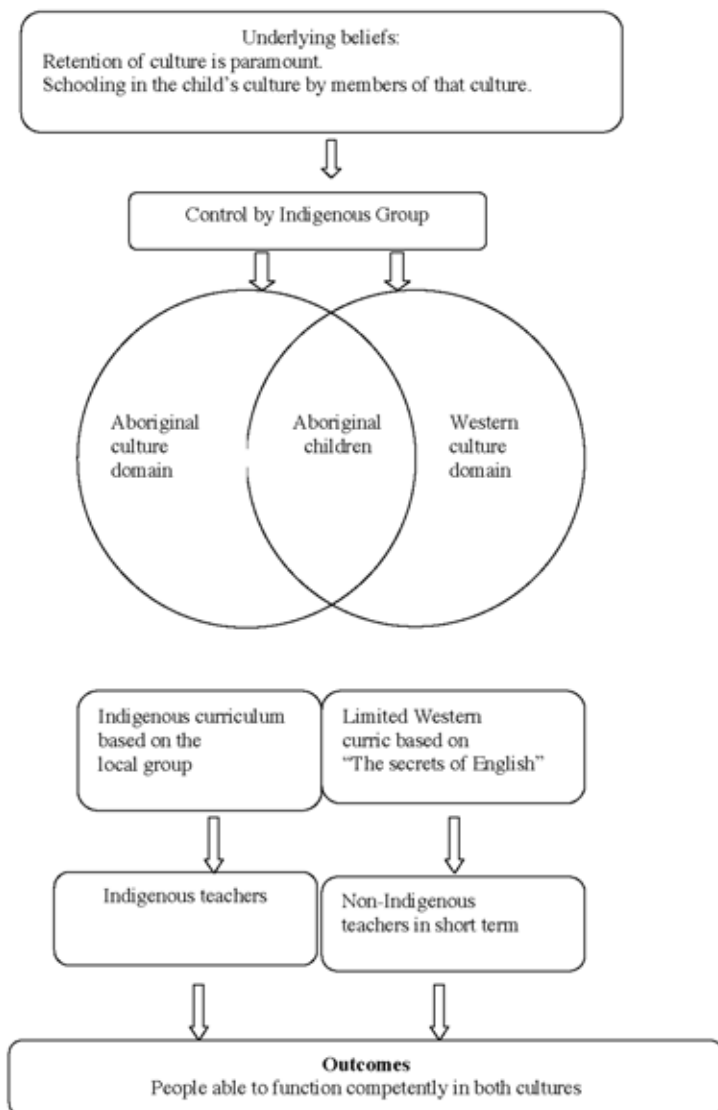 Underlying beliefs:
Retention of culture is paramount.
Schooling in the child's culture by members of that culture.
Control by Indigenous Group
Aboriginal
culture
domain
Aboriginal
children
Western
culture
domain
Indigenous curriculum
based on the
local group
Limited Western
curric based on
“The secrets of English”
Indigenous teachers
Non-Indigenous
teachers in short term
Outcomes
People able to function competently in both cultures